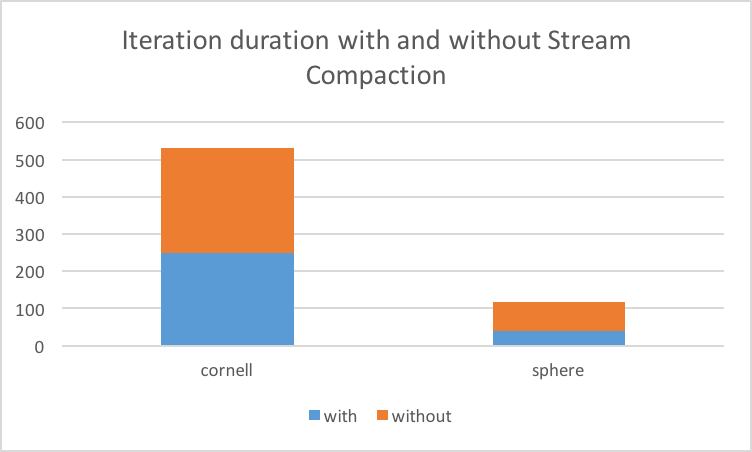 Iteration duration with and without Stream
Compaction
600
500
400
300
200
100
0
cornell sphere
with without